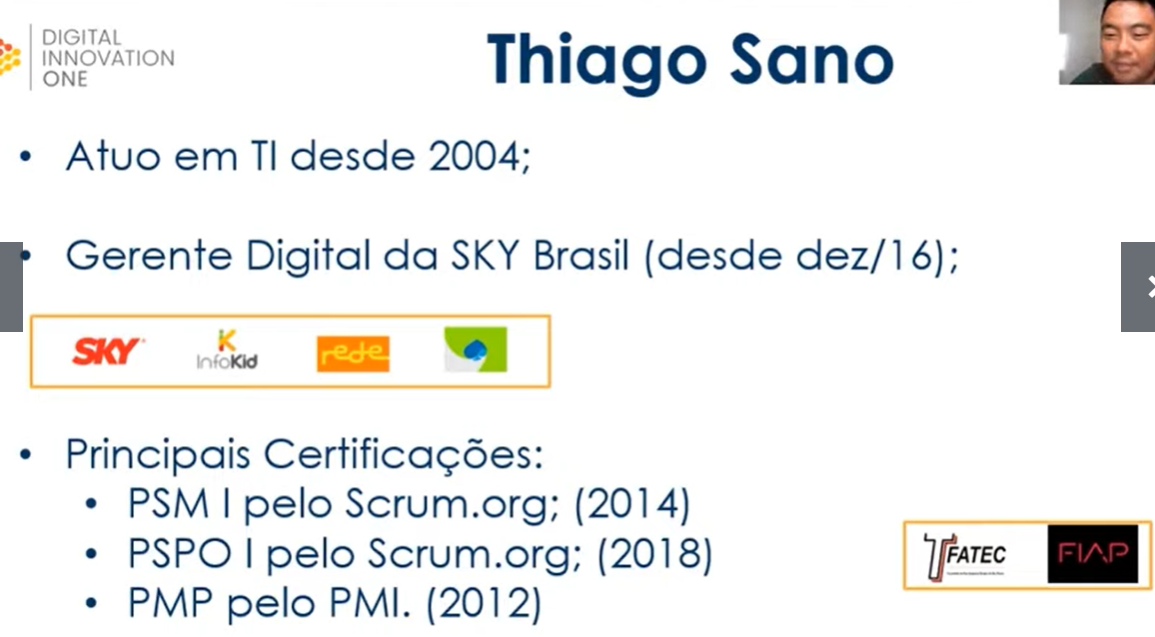 DIGITAL
INNOVATION
ONE
Thiago Sano
• Atuo em TI desde 2004;
• Gerente Digital da SKY Brasil (desde dez/16);
SKY
InfoKid
rede
• Principais Certificações:
• PSM I pelo Scrum.org; (2014)
• PSPO I pelo Scrum.org; (2018)
• PMP pelo PMI. (2012)
FATEC
FIAP